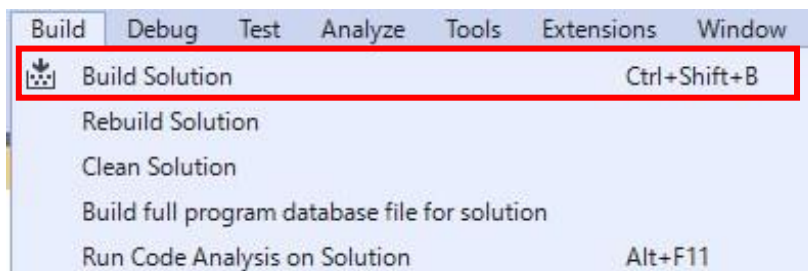 Build Debug Test Analyze Tools Extensions Window
Build Solution Ctrl+Shift+B
Rebuild Solution
Clean Solution
Build full program database file for solution
Run Code Analysis on Solution Alt+F11